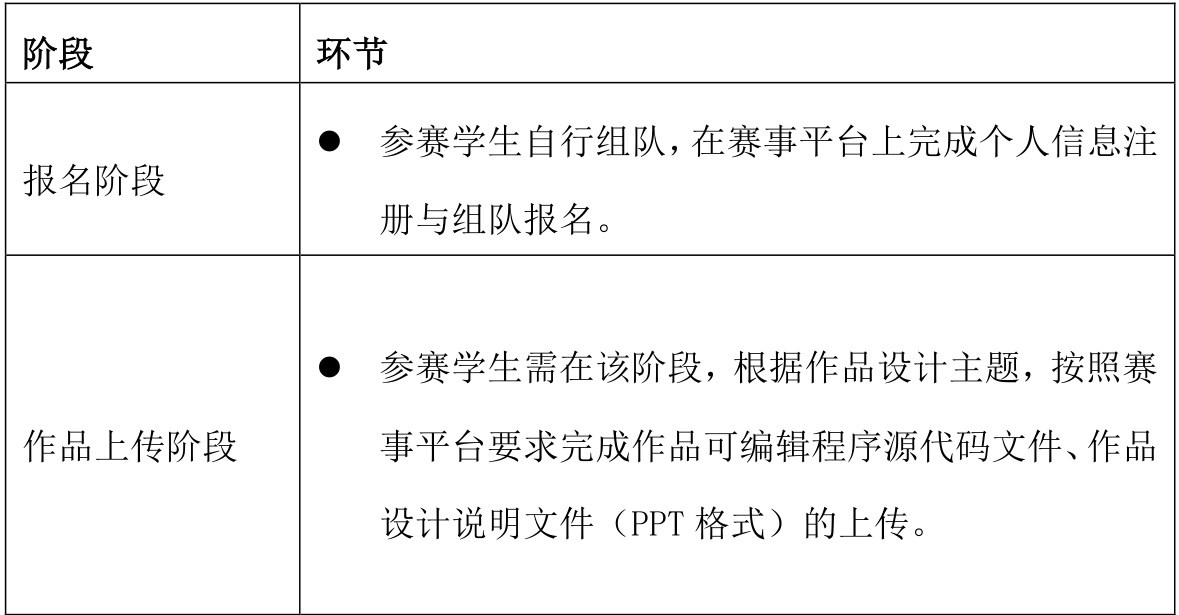 阶段 环节
报名阶段
● 参赛学生自行组队，在赛事平台上完成个人信息注
册与组队报名。
作品上传阶段
● 参赛学生需在该阶段，根据作品设计主题，按照赛
事平台要求完成作品可编辑程序源代码文件、作品
设计说明文件（PPT 格式）的上传。